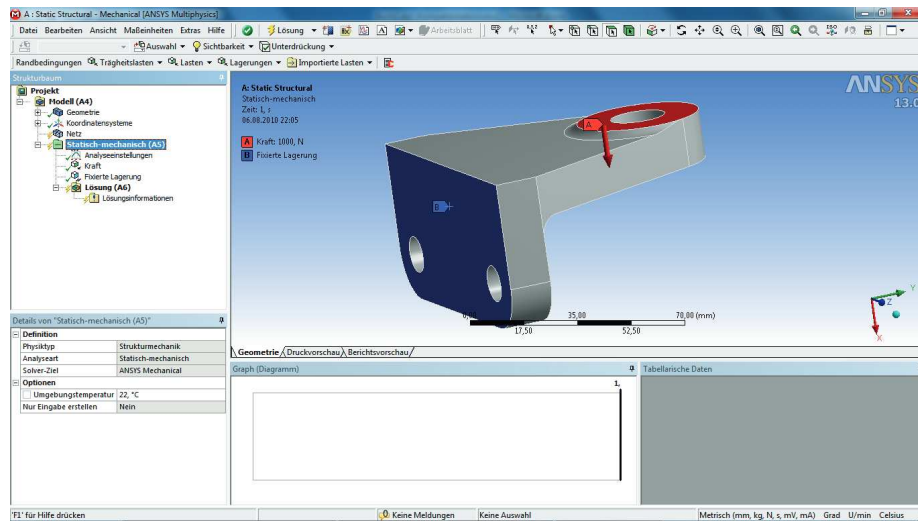 A : Static Structural - Mechanical [ANSYS Multiphysics]
Datei Bearbeiten Ansicht Maßeinheiten Extras Hilfe Lösung Arbeitsblatt
Auswahl Sichtbarkeit Unterdrückung
Randbedingungen Trägheitslasten Lasten Lagerungen Importierte Lasten
Strukturbaum
Projekt
Modell (A4)
Geometrie
Koordinatensysteme
Netz
Statisch-mechanisch (A5)
Analyseeinstellungen
Kraft
Fixierte Lagerung
Lösung (A6)
Lösungsinformationen
A: Static Structural
Statisch-mechanisch
Zeit: 1, s
06.08.2010 22:05
A Kraft: 1000, N
B Fixierte Lagerung
ANSYS
13.0
A
B
0,00 35,00 70,00 (mm)
17,50 52,50
Y
Z
X
Geometrie Druckvorschau Berichtsvorschau
Details von "Statisch-mechanisch (A5)"
Definition
Physiktyp Strukturmechanik
Analyseart Statisch-mechanisch
Solver-Ziel ANSYS Mechanical
Optionen
Umgebungstemperatur 22, °C
Nur Eingabe erstellen Nein
Graph (Diagramm)
1,
Tabellarische Daten
'F1' für Hilfe drücken Keine Meldungen Keine Auswahl Metrisch (mm, kg, N, s, mV, mA) Grad U/min Celsius